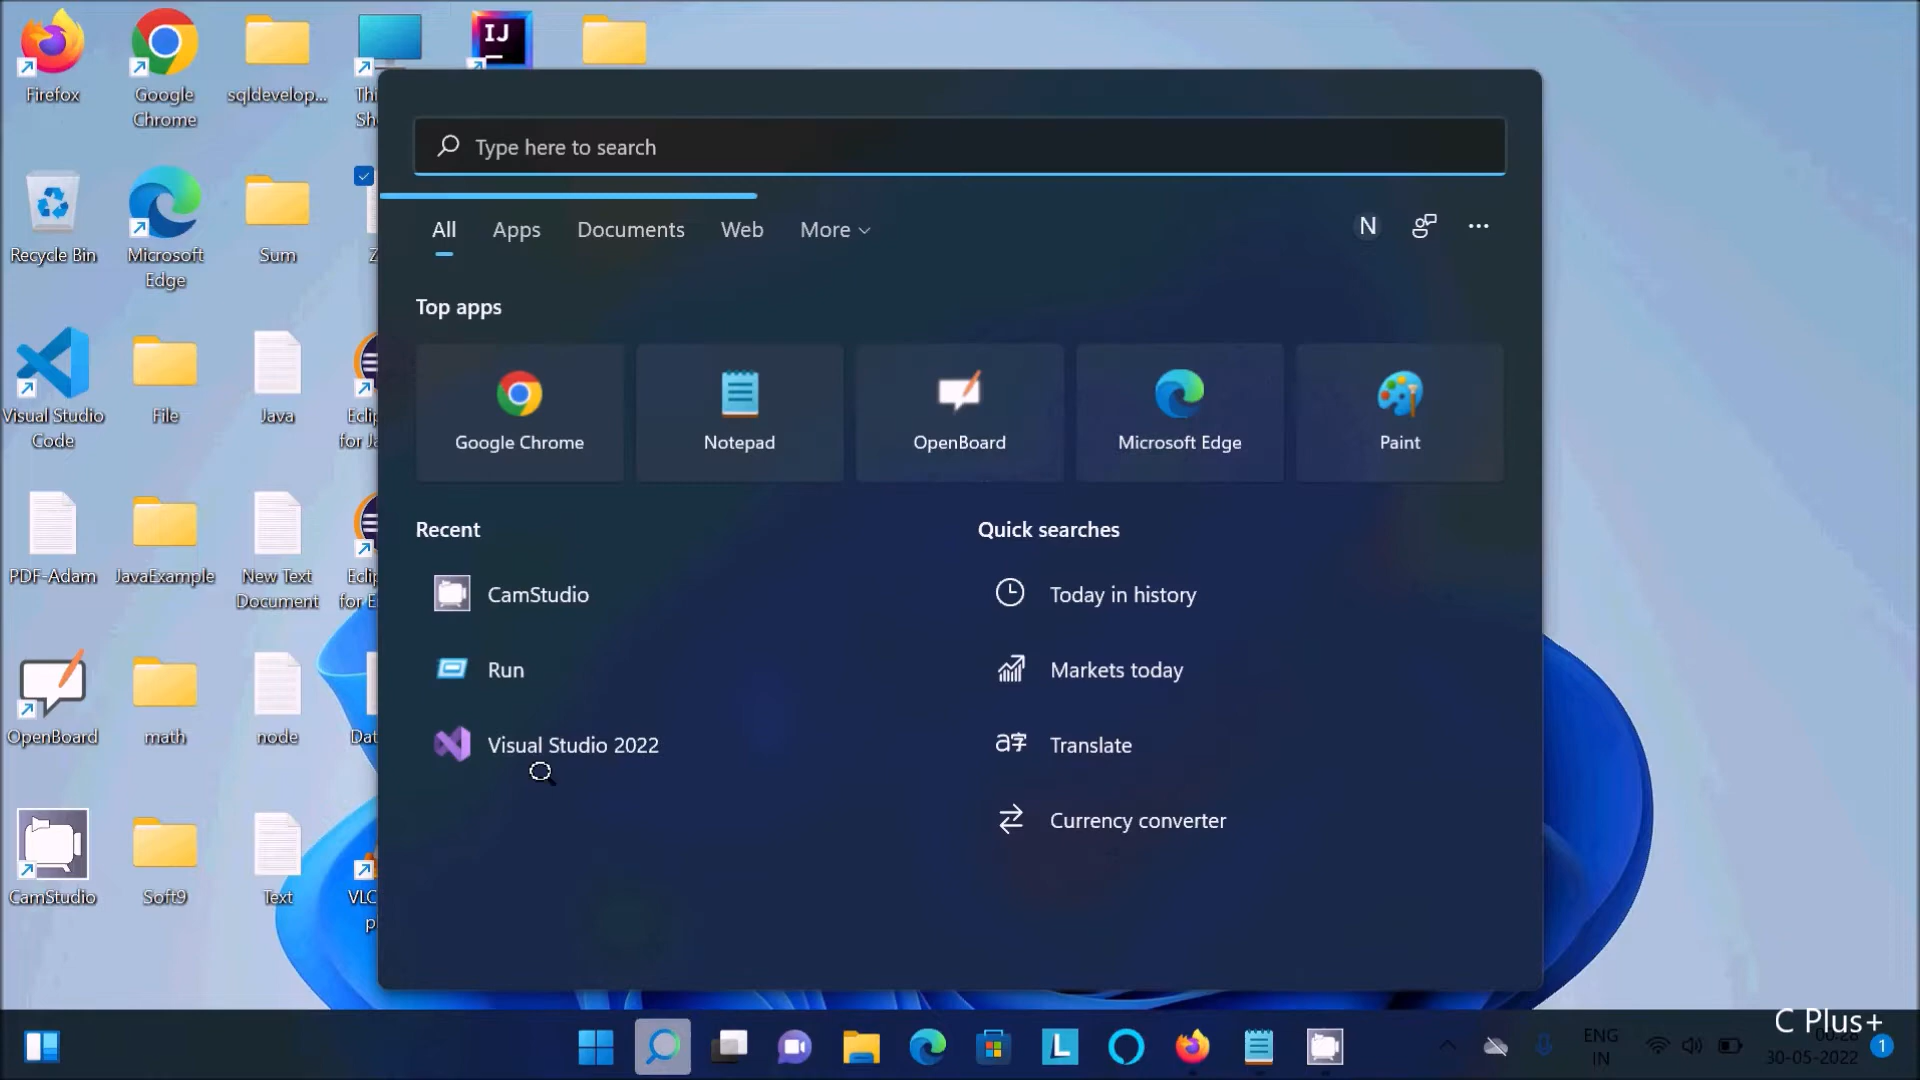 Firefox
Google
Chrome
sqldevelop...
IJ
Type here to search
All
Apps
Documents
Web
More
N
Recycle Bin
Microsoft
Edge
Sum
Top apps
Google Chrome
Notepad
OpenBoard
Microsoft Edge
Paint
Visual Studio
Code
File
Java
for
Recent
Quick searches
CamStudio
Today in history
Run
Markets today
Visual Studio 2022
Translate
Currency converter
PDF-Adam
JavaExample
New Text
Document
for
OpenBoard
math
node
CamStudio
Soft9
Text
VLC
L
ENG
IN
C Plus+
30-05-2022
1